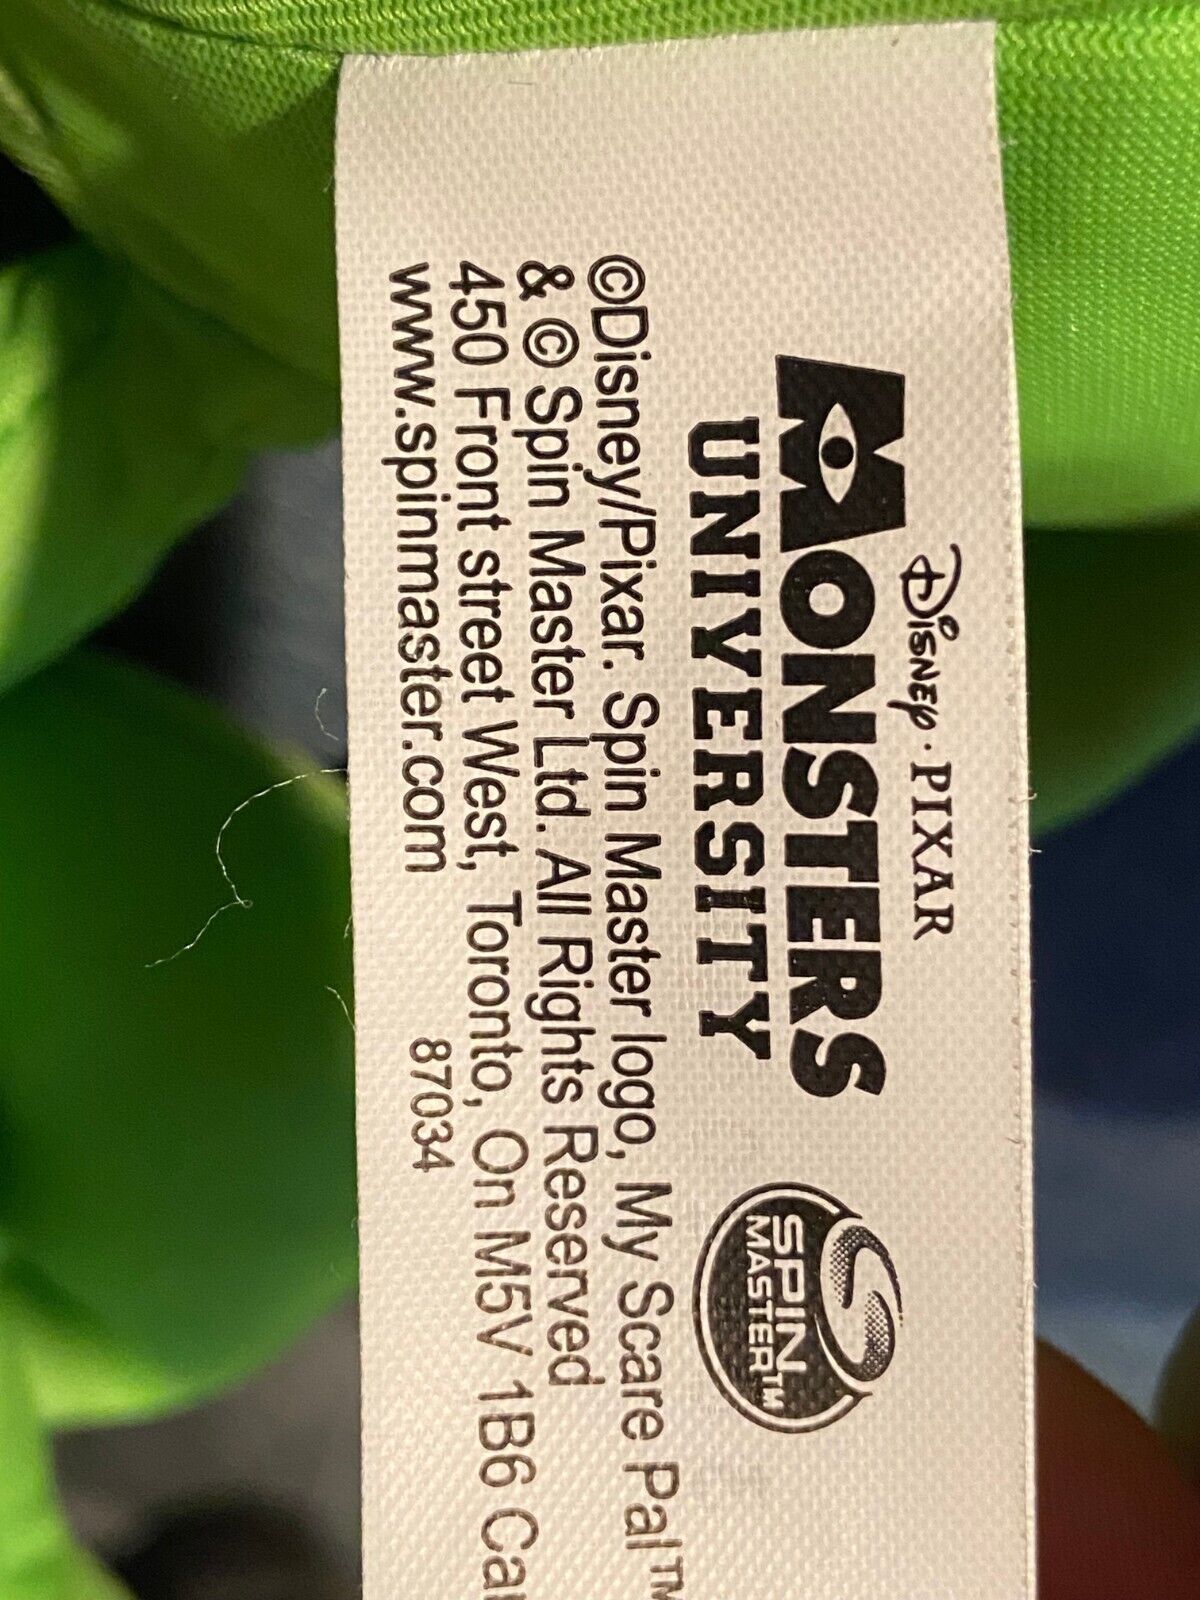 Disney · PIXAR
MONSTERS
UNIVERSITY
SPIN
MASTER™
©Disney/Pixar. Spin Master logo, My Scare Pal™
& © Spin Master Ltd. All Rights Reserved
450 Front street West, Toronto, On M5V 1B6
www.spinmaster.com 87034